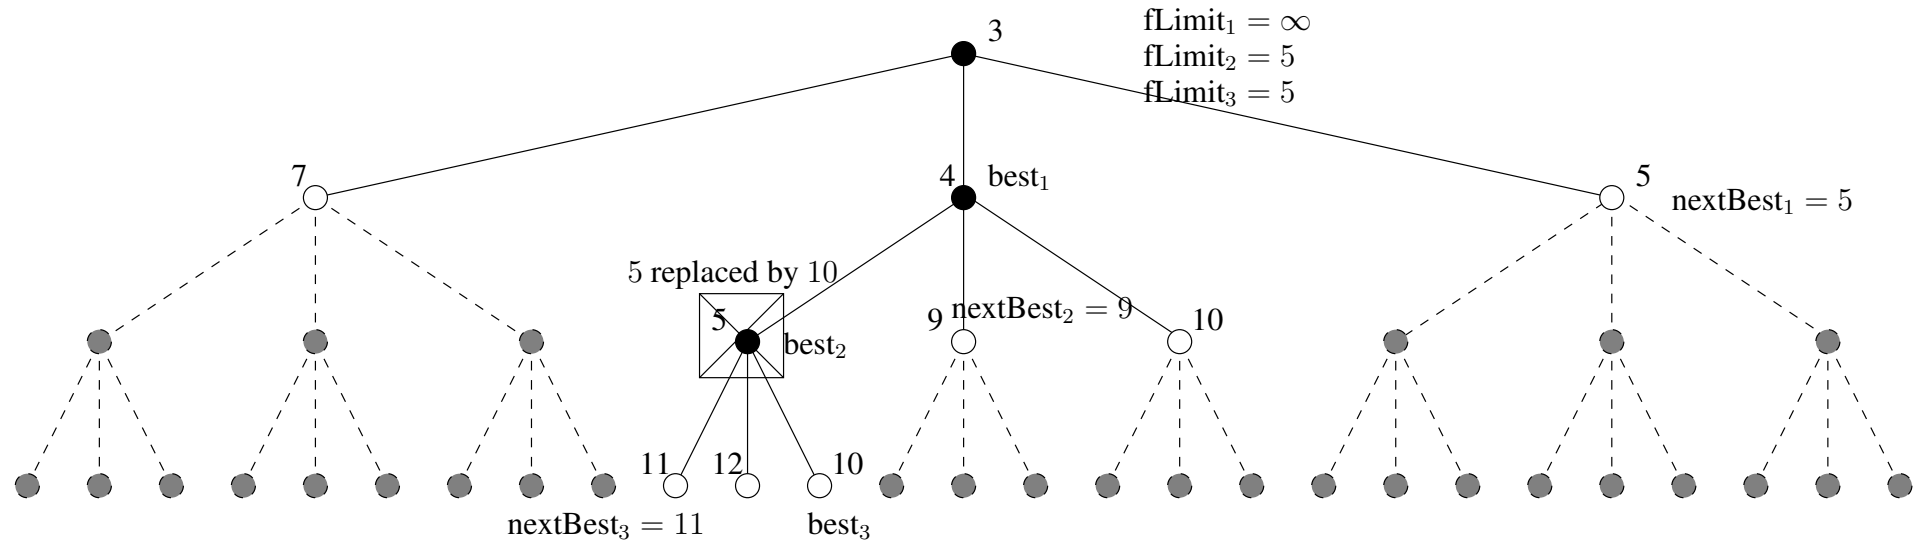 3
fLimit₁ = ∞
fLimit₂ = 5
fLimit₃ = 5
7
4
best₁
5
nextBest₁ = 5
5 replaced by 10
5
best₂
9
nextBest₂ = 9
10
11
12
10
nextBest₃ = 11
best₃